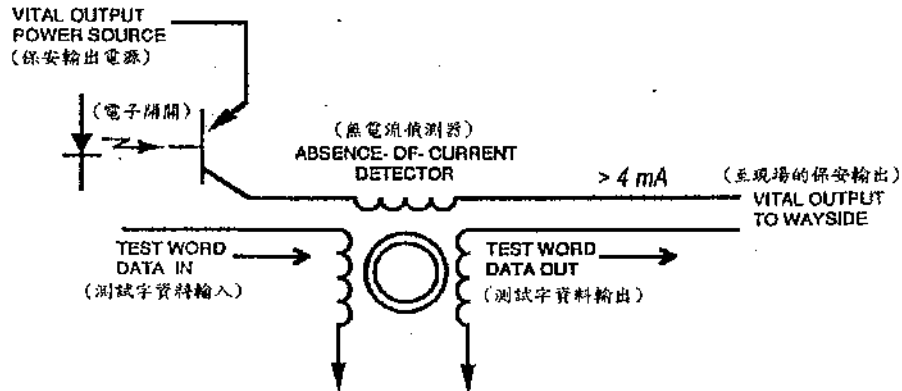 VITAL OUTPUT
POWER SOURCE
(保安輸出電源)
(電子開關)
(無電流偵測器)
ABSENCE-OF-CURRENT
DETECTOR
> 4 mA
(至現場的保安輸出)
VITAL OUTPUT
TO WAYSIDE
TEST WORD
DATA IN
(測試字資料輸入)
TEST WORD
DATA OUT
(測試字資料輸出)